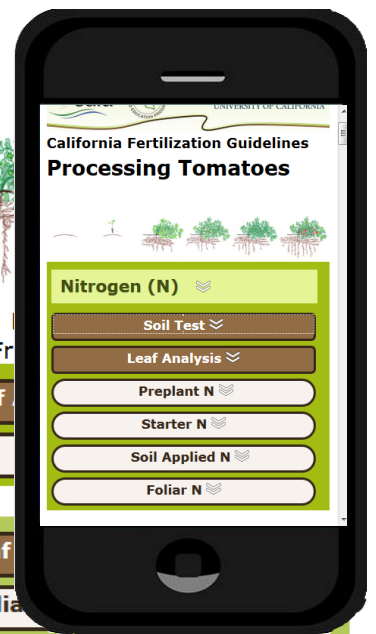 UNIVERSITY OF CALIFORNIA
California Fertilization Guidelines
Processing Tomatoes
Nitrogen (N)
Soil Test
Leaf Analysis
Preplant N
Starter N
Soil Applied N
Foliar N